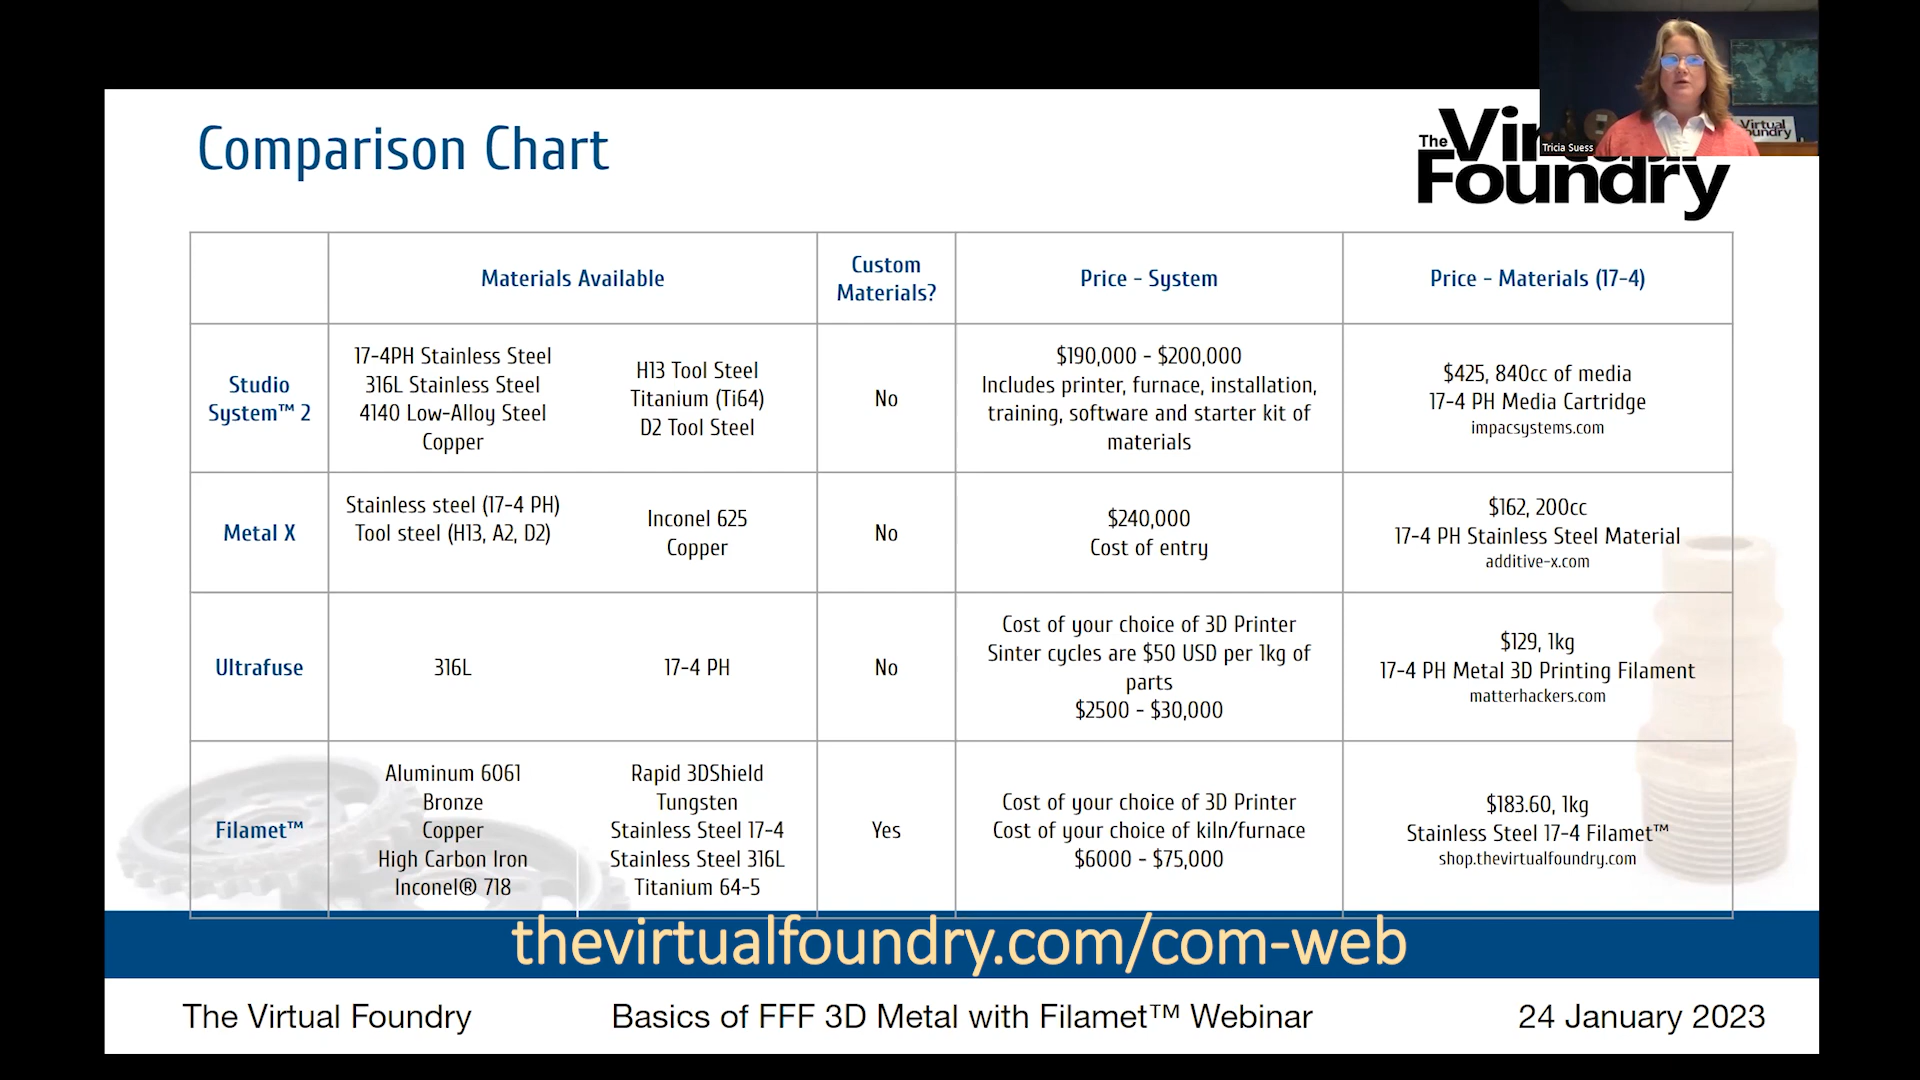 Comparison Chart
The Vir
Foundry
Tricia Suess
Virtual
Foundry
Materials Available
Custom
Materials?
Price - System
Price - Materials (17-4)
Studio
System™ 2
17-4PH Stainless Steel
316L Stainless Steel
4140 Low-Alloy Steel
Copper
H13 Tool Steel
Titanium (Ti64)
D2 Tool Steel
No
$190,000 - $200,000
Includes printer, furnace, installation,
training, software and starter kit of
materials
$425, 840cc of media
17-4 PH Media Cartridge
impacsystems.com
Metal X
Stainless steel (17-4 PH)
Tool steel (H13, A2, D2)
Inconel 625
Copper
No
$240,000
Cost of entry
$162, 200cc
17-4 PH Stainless Steel Material
additive-x.com
Ultrafuse
316L
17-4 PH
No
Cost of your choice of 3D Printer
Sinter cycles are $50 USD per 1kg of
parts
$2500 - $30,000
$129, 1kg
17-4 PH Metal 3D Printing Filament
matterhackers.com
Filamet™
Aluminum 6061
Bronze
Copper
High Carbon Iron
Inconel® 718
Rapid 3DShield
Tungsten
Stainless Steel 17-4
Stainless Steel 316L
Titanium 64-5
Yes
Cost of your choice of 3D Printer
Cost of your choice of kiln/furnace
$6000 - $75,000
$183.60, 1kg
Stainless Steel 17-4 Filamet™
shop.thevirtualfoundry.com
thevirtualfoundry.com/com-web
The Virtual Foundry
Basics of FFF 3D Metal with Filamet™ Webinar
24 January 2023